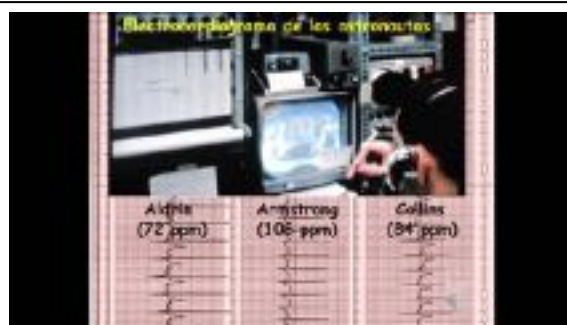 Electrocardiograma de los astronautas
Aldrin
(72 ppm)
Armstrong
(106 ppm)
Collins
(84 ppm)